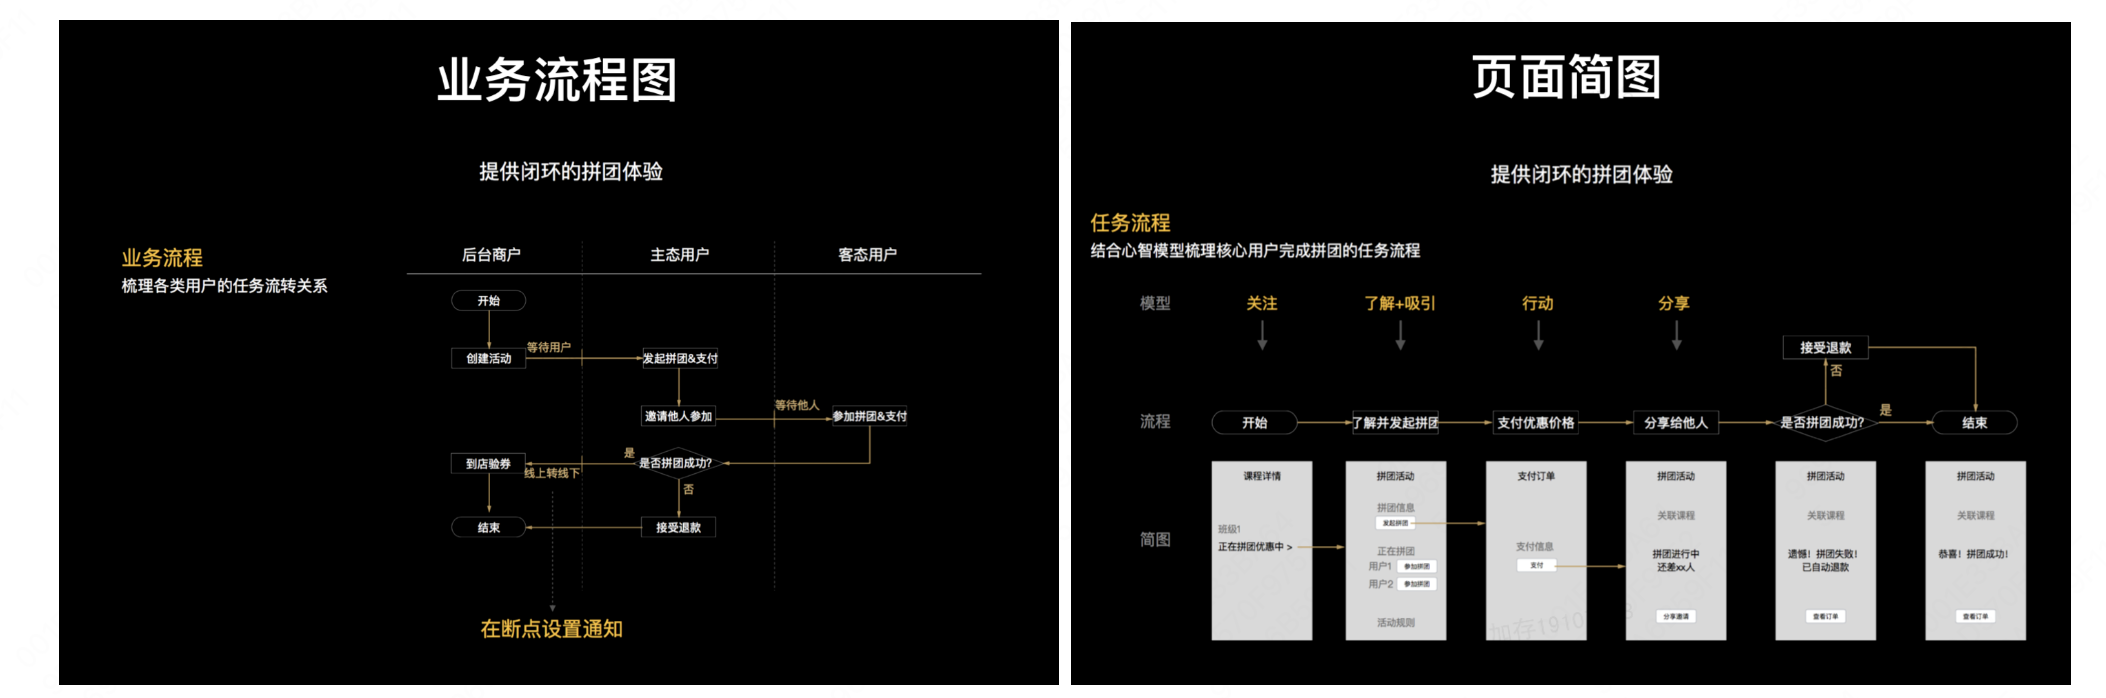 业务流程图
提供闭环的拼团体验
业务流程
梳理各类用户的任务流转关系
后台商户
主态用户
客态用户
开始
创建活动
等待用户
发起拼团&支付
邀请他人参加
等待他人
参加拼团&支付
到店验券
线上转线下
是
是否拼团成功?
否
结束
接受退款
在断点设置通知
页面简图
提供闭环的拼团体验
任务流程
结合心智模型梳理核心用户完成拼团的任务流程
模型
关注
了解+吸引
行动
分享
接受退款
否
流程
开始
了解并发起拼团
支付优惠价格
分享给他人
是否拼团成功?
是
结束
简图
课程详情
班级1
正在拼团优惠中 >
拼团活动
拼团信息
发起拼团
正在拼团
用户1 参加拼团
用户2 参加拼团
活动规则
支付订单
支付信息
支付
拼团活动
关联课程
拼团进行中
还差xx人
分享邀请
拼团活动
关联课程
遗憾！拼团失败！
已自动退款
查看订单
拼团活动
关联课程
恭喜！拼团成功！
查看订单